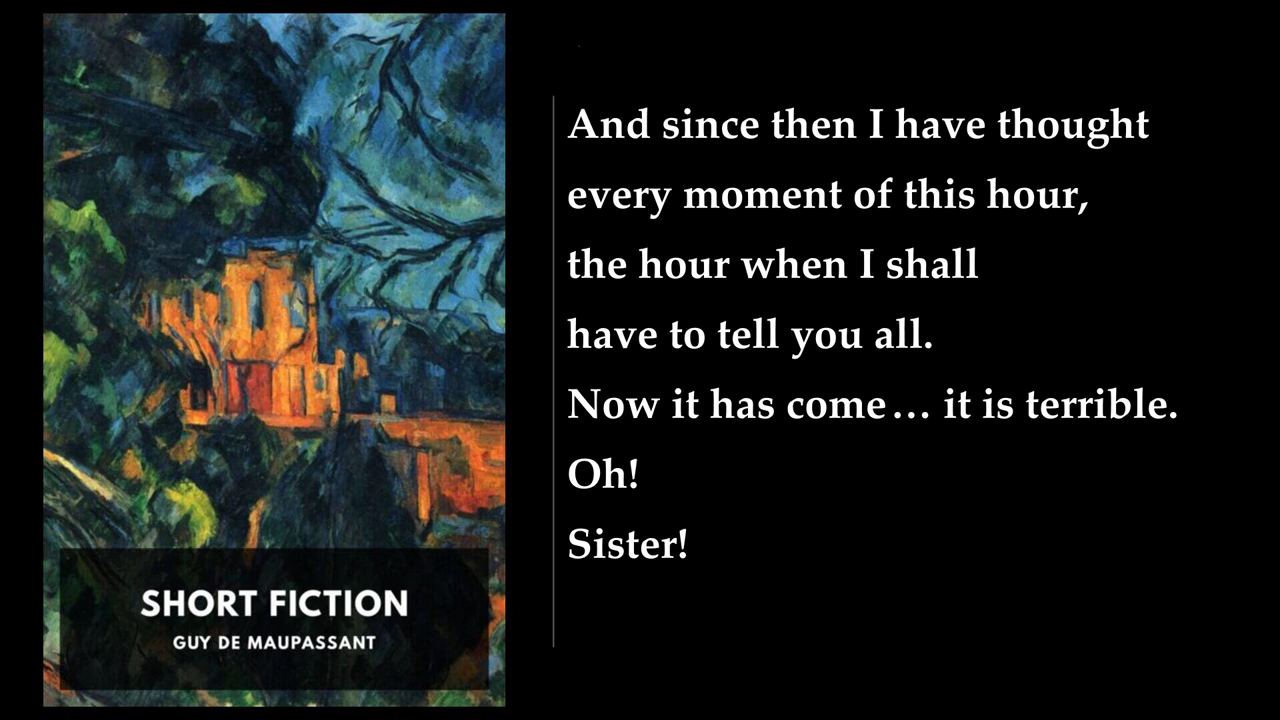 SHORT FICTION
GUY DE MAUPASSANT
And since then I have thought
every moment of this hour,
the hour when I shall
have to tell you all.
Now it has come… it is terrible.
Oh!
Sister!